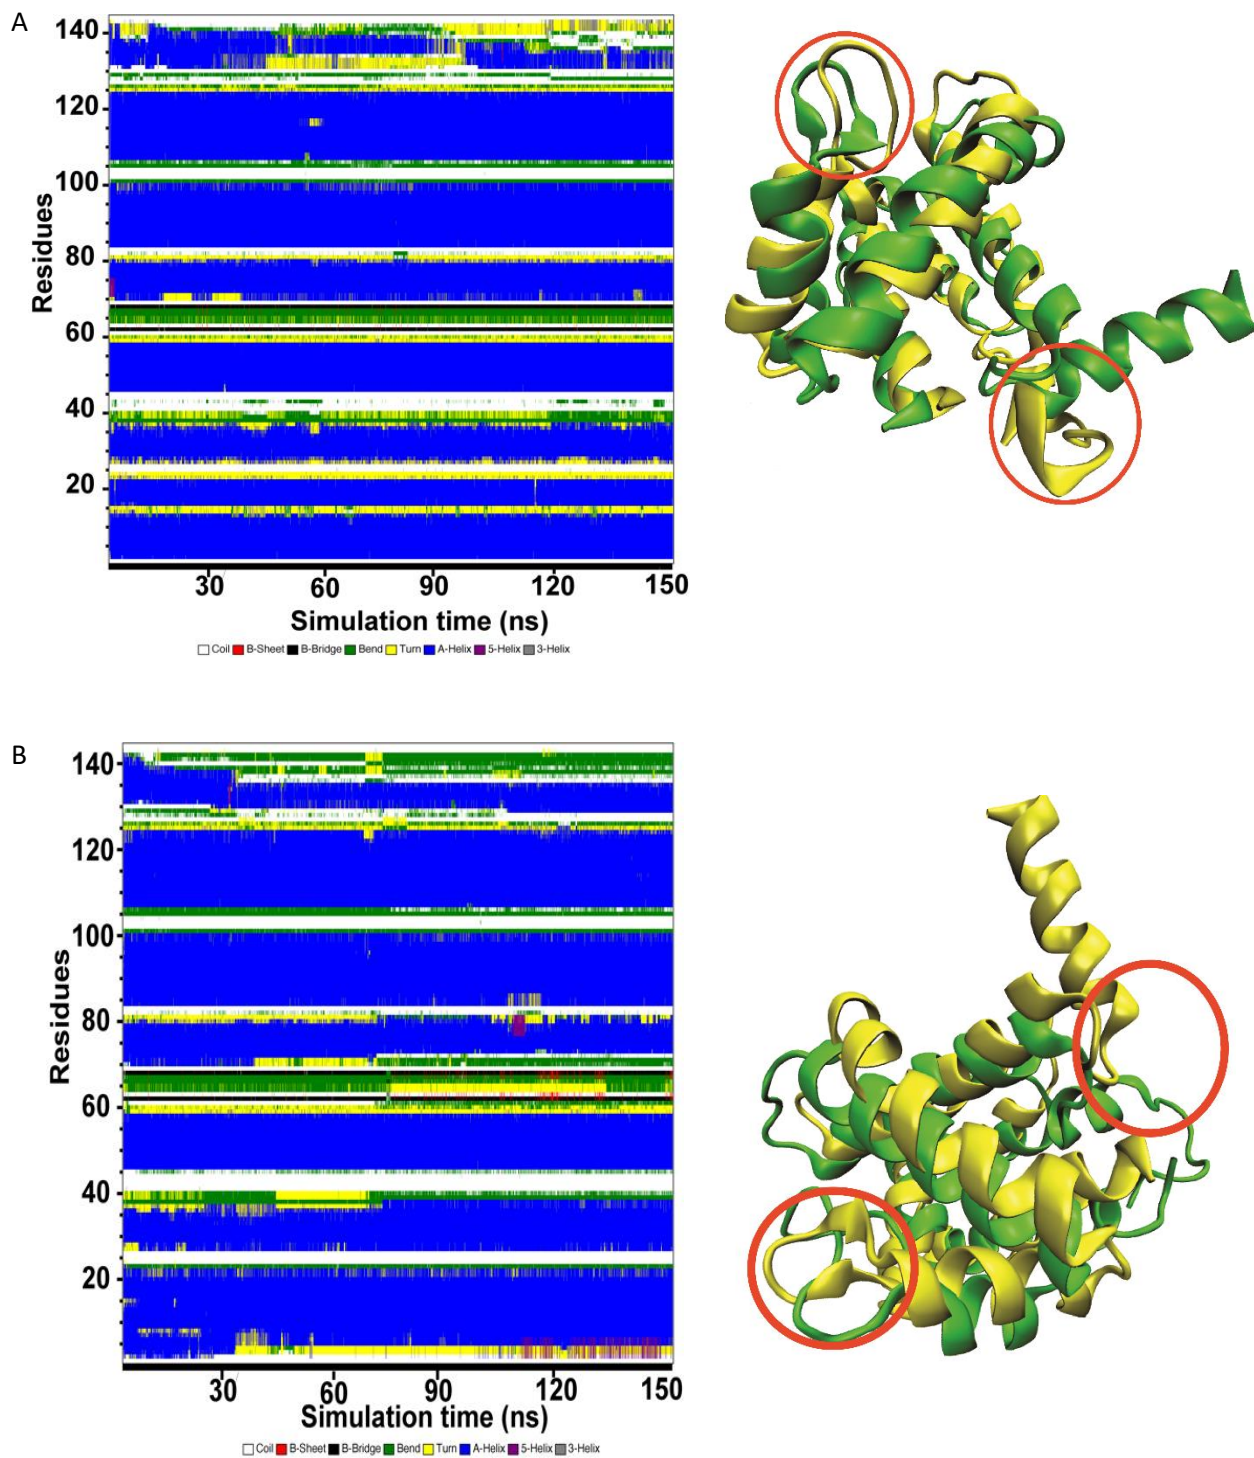 A
140
120
100
80
60
40
20
Residues
30 60 90 120 150
Simulation time (ns)
Coil B-Sheet B-Bridge Bend Turn A-Helix 5-Helix 3-Helix
B
140
120
100
80
60
40
20
Residues
30 60 90 120 150
Simulation time (ns)
Coil B-Sheet B-Bridge Bend Turn A-Helix 5-Helix 3-Helix